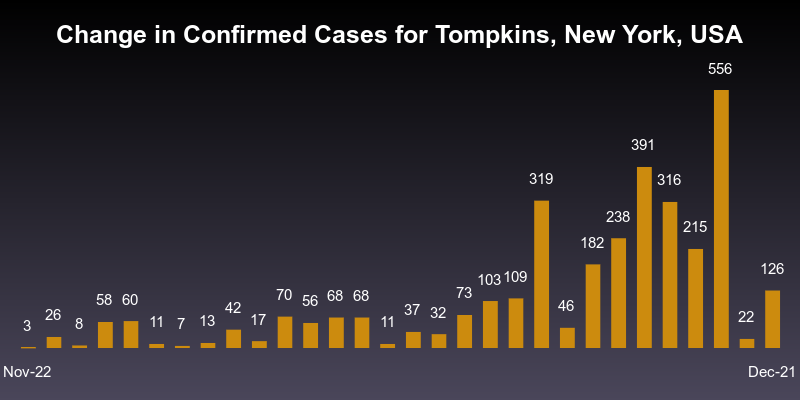 Change in Confirmed Cases for Tompkins, New York, USA
3 26 8 58 60 11 7 13 42 17 70 56 68 68 11 37 32 73 103 109 319 46 182 238 391 316 215 556 22 126
Nov-22 Dec-21